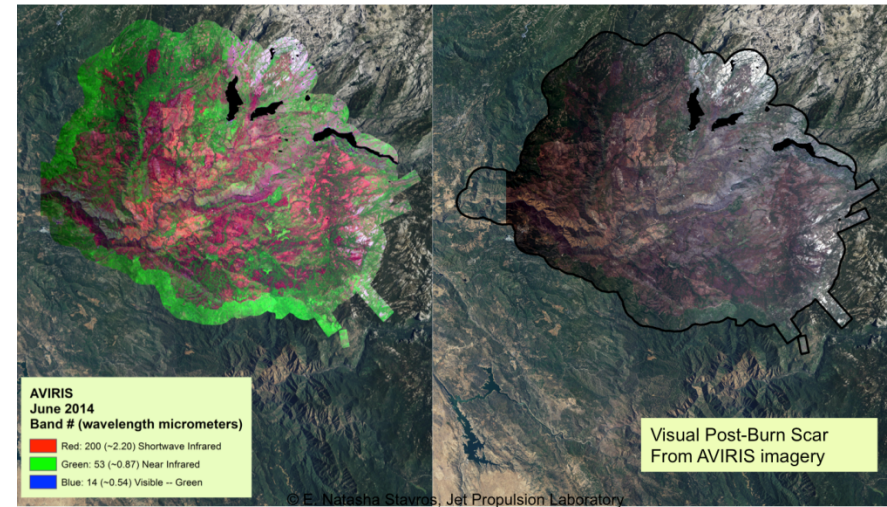 AVIRIS
June 2014
Band # (wavelength micrometers)
Red: 200 (~2.20) Shortwave Infrared
Green: 53 (~0.87) Near Infrared
Blue: 14 (~0.54) Visible -- Green
Visual Post-Burn Scar
From AVIRIS imagery
© E. Natasha Stavros, Jet Propulsion Laboratory